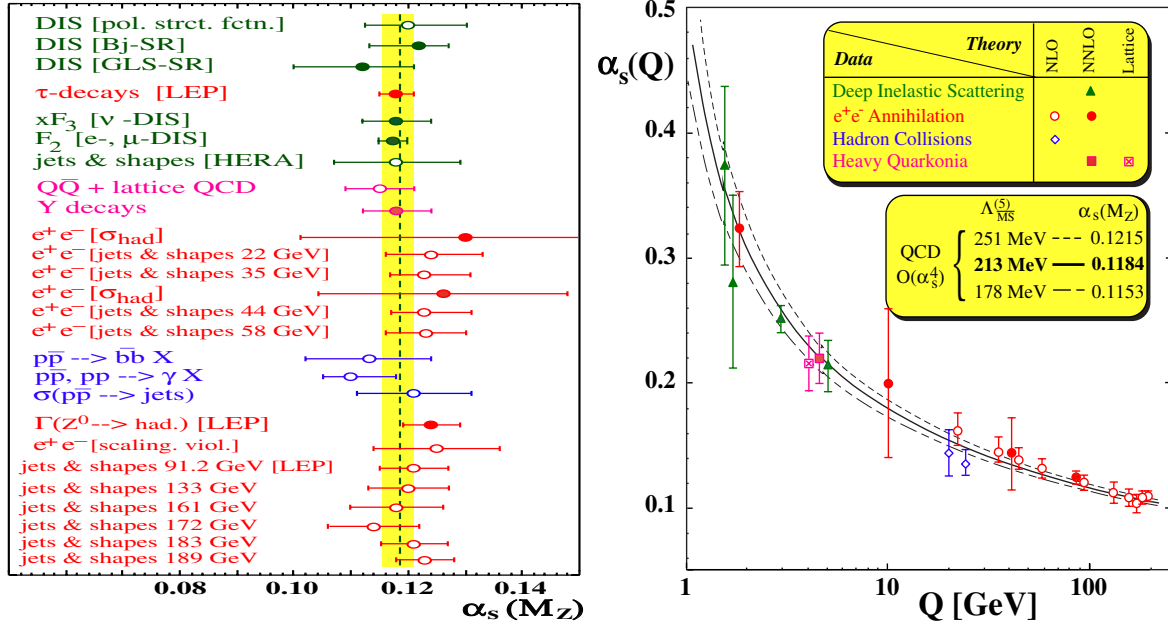 DIS [pol. strct. fctn.]
DIS [Bj-SR]
DIS [GLS-SR]
τ-decays [LEP]
xF₃ [ν -DIS]
F₂ [e-, μ-DIS]
jets & shapes [HERA]
QQ̅ + lattice QCD
Υ decays
e⁺e⁻[σhad]
e⁺e⁻[jets & shapes 22 GeV]
e⁺e⁻[jets & shapes 35 GeV]
e⁺e⁻[σhad]
e⁺e⁻[jets & shapes 44 GeV]
e⁺e⁻[jets & shapes 58 GeV]
pp̅ --> bb̅ X
pp̅, pp --> γ X
σ(pp̅ --> jets)
Γ(Z⁰--> had.) [LEP]
e⁺e⁻[scaling. viol.]
jets & shapes 91.2 GeV [LEP]
jets & shapes 133 GeV
jets & shapes 161 GeV
jets & shapes 172 GeV
jets & shapes 183 GeV
jets & shapes 189 GeV
0.08 0.10 0.12 0.14
αs(MZ)
αs(Q)
0.5
0.4
0.3
0.2
0.1
1 10 100
Q [GeV]
Theory
Data
NLO
NNLO
Lattice
Deep Inelastic Scattering
e⁺e⁻ Annihilation
Hadron Collisions
Heavy Quarkonia
Λ(5)MS̅ αs(MZ)
QCD
O(αs⁴)
251 MeV 0.1215
213 MeV 0.1184
178 MeV 0.1153